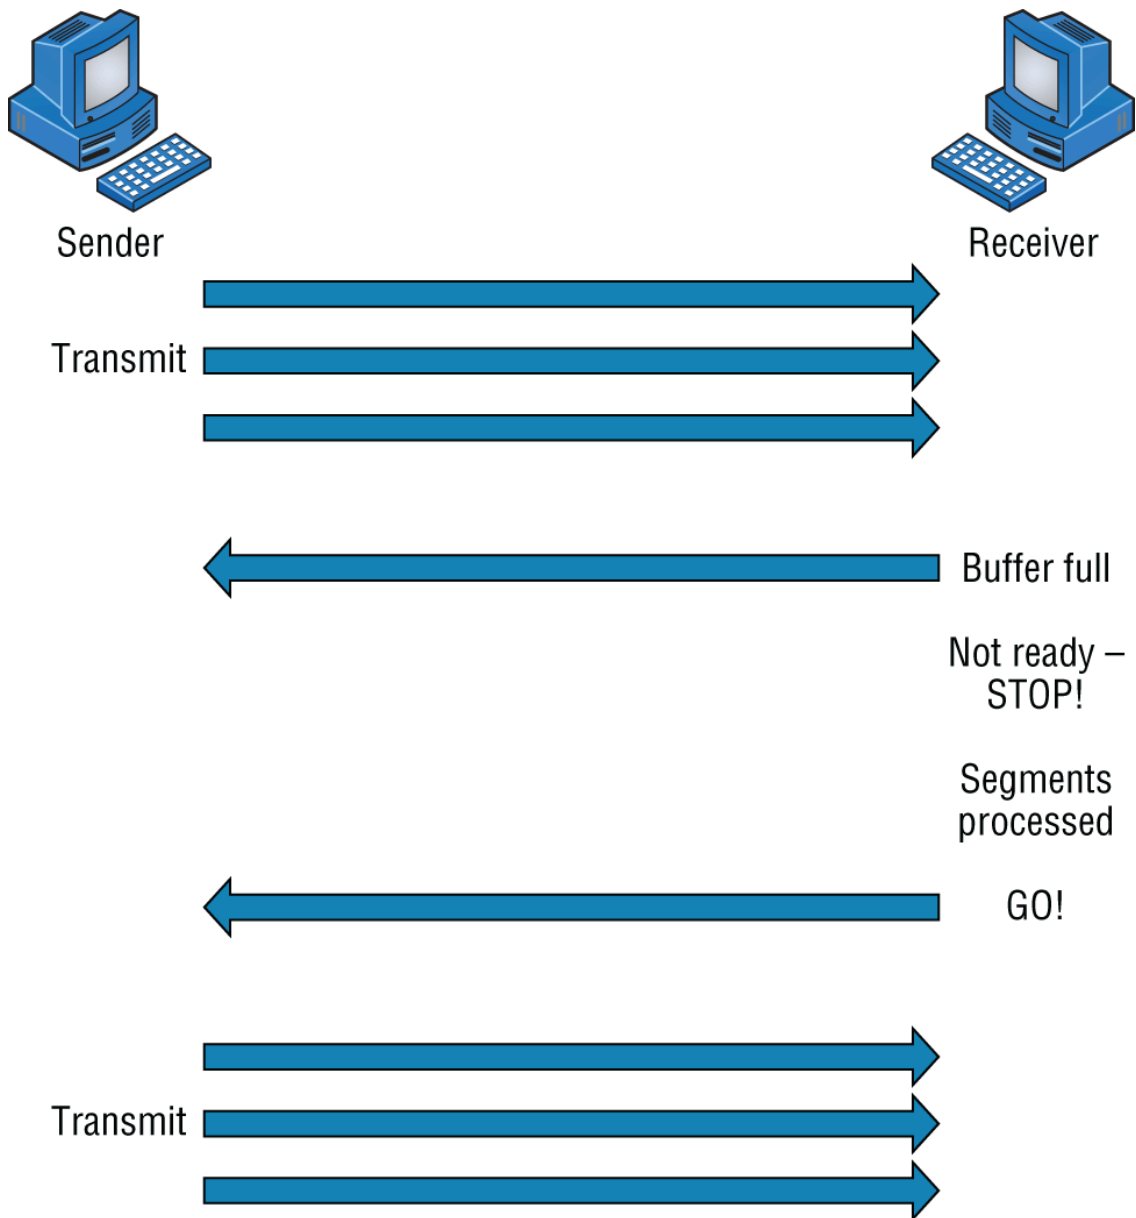 Sender
Receiver
Transmit
Buffer full
Not ready –
STOP!
Segments
processed
GO!
Transmit